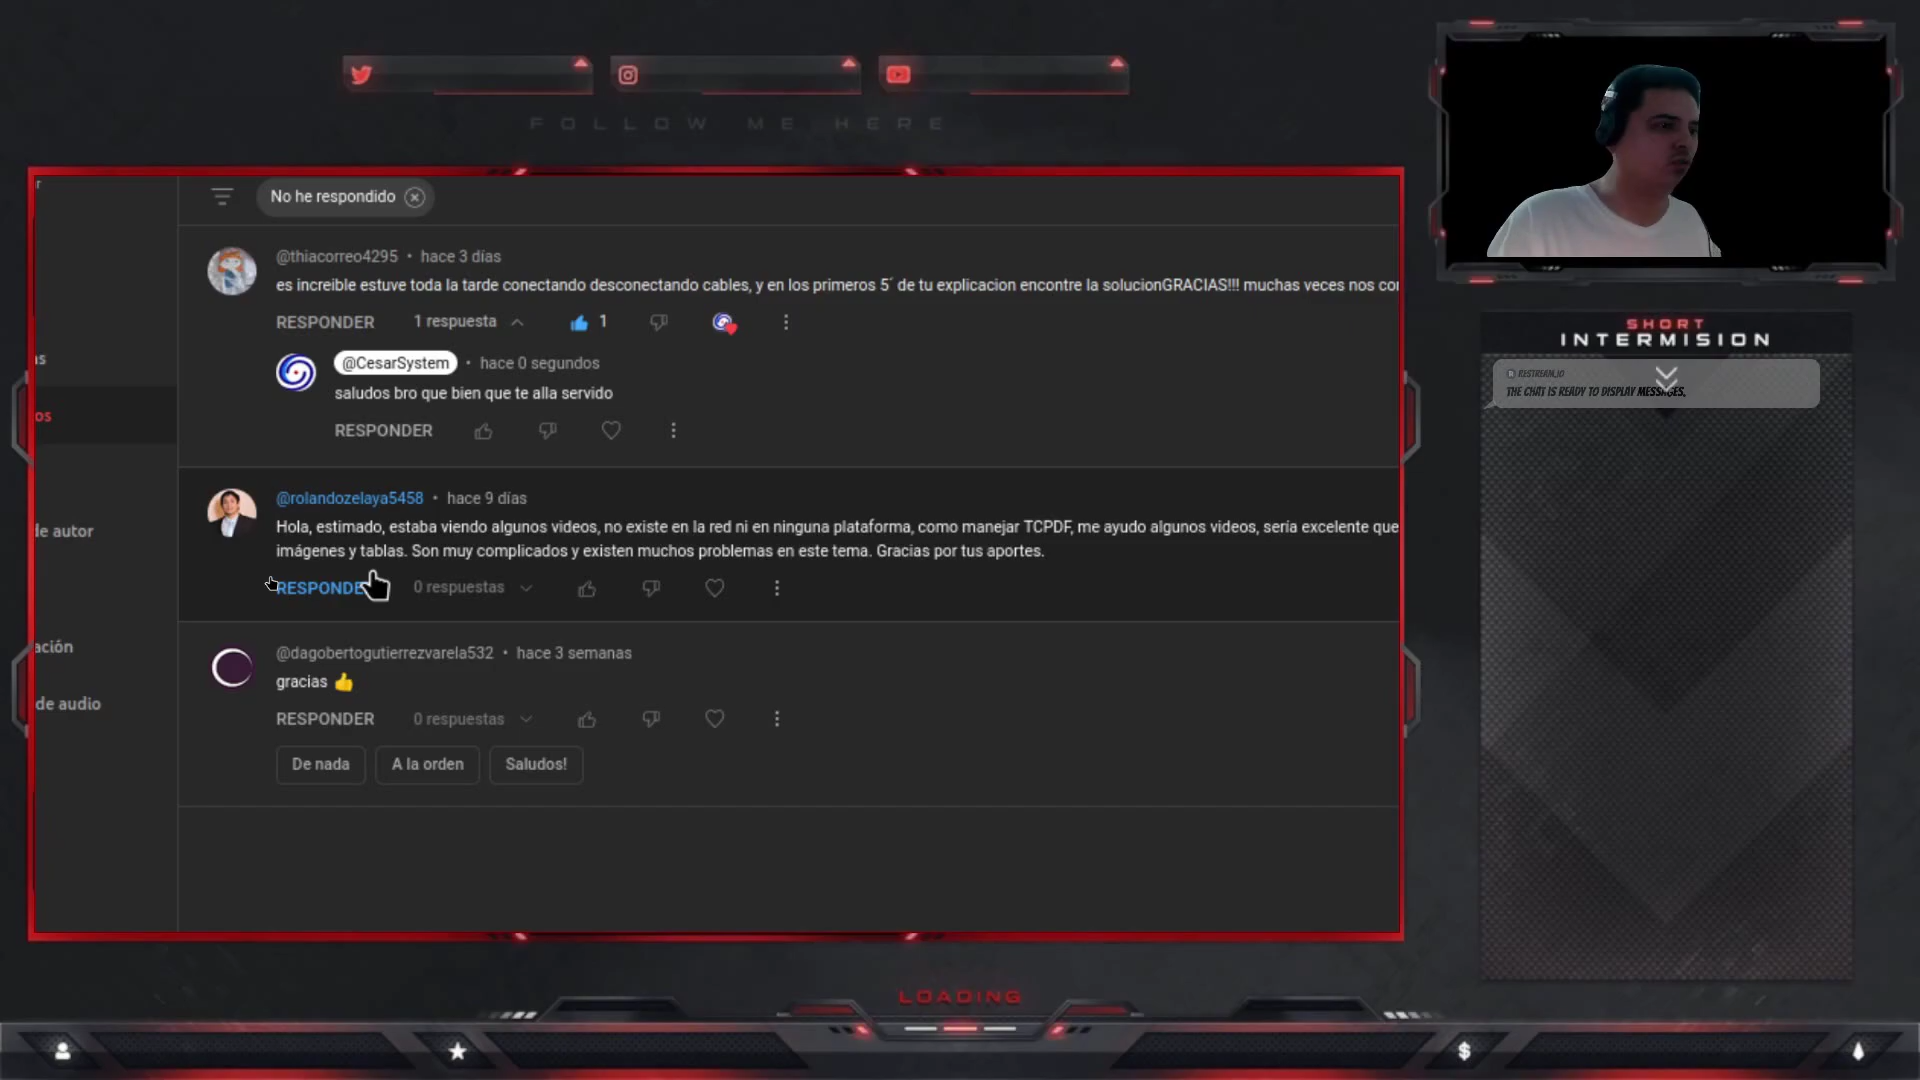 FOLLOW ME HERE
r
No he respondido
@thiacorreo4295 • hace 3 días
es increible estuve toda la tarde conectando desconectando cables, y en los primeros 5´ de tu explicacion encontre la solucionGRACIAS!!! muchas veces nos co
RESPONDER 1 respuesta 1
as
@CesarSystem • hace 0 segundos
saludos bro que bien que te alla servido
os
RESPONDER
@rolandozelaya5458 • hace 9 días
Hola, estimado, estaba viendo algunos videos, no existe en la red ni en ninguna plataforma, como manejar TCPDF, me ayudo algunos videos, sería excelente que
de autor
imágenes y tablas. Son muy complicados y existen muchos problemas en este tema. Gracias por tus aportes.
RESPONDE 0 respuestas
ación
@dagobertogutierrezvarela532 • hace 3 semanas
gracias 👍
de audio
RESPONDER 0 respuestas
De nada A la orden Saludos!
SHORT
INTERMISION
RESTREAM_IO
THE CHAT IS READY TO DISPLAY MESSAGES.
LOADING
$